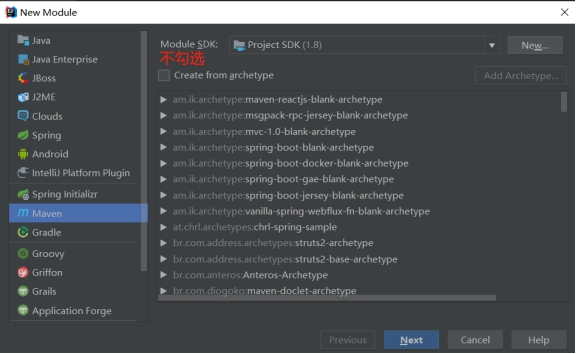 New Module
Java
Java Enterprise
JBoss
J2ME
Clouds
Spring
Android
IntelliJ Platform Plugin
Spring Initializr
Maven
Gradle
Groovy
Griffon
Grails
Application Forge
Module SDK: Project SDK (1.8) New...
不勾选
Create from archetype Add Archetype...
am.ik.archetype:maven-reactjs-blank-archetype
am.ik.archetype:msgpack-rpc-jersey-blank-archetype
am.ik.archetype:mvc-1.0-blank-archetype
am.ik.archetype:spring-boot-blank-archetype
am.ik.archetype:spring-boot-docker-blank-archetype
am.ik.archetype:spring-boot-gae-blank-archetype
am.ik.archetype:spring-boot-jersey-blank-archetype
am.ik.archetype:vanilla-spring-webflux-fn-blank-archetype
at.chrl.archetypes:chrl-spring-sample
br.com.address.archetypes:struts2-archetype
br.com.address.archetypes:struts2-base-archetype
br.com.anteros:Anteros-Archetype
br.com.diogoko:maven-doclet-archetype
Previous Next Cancel Help